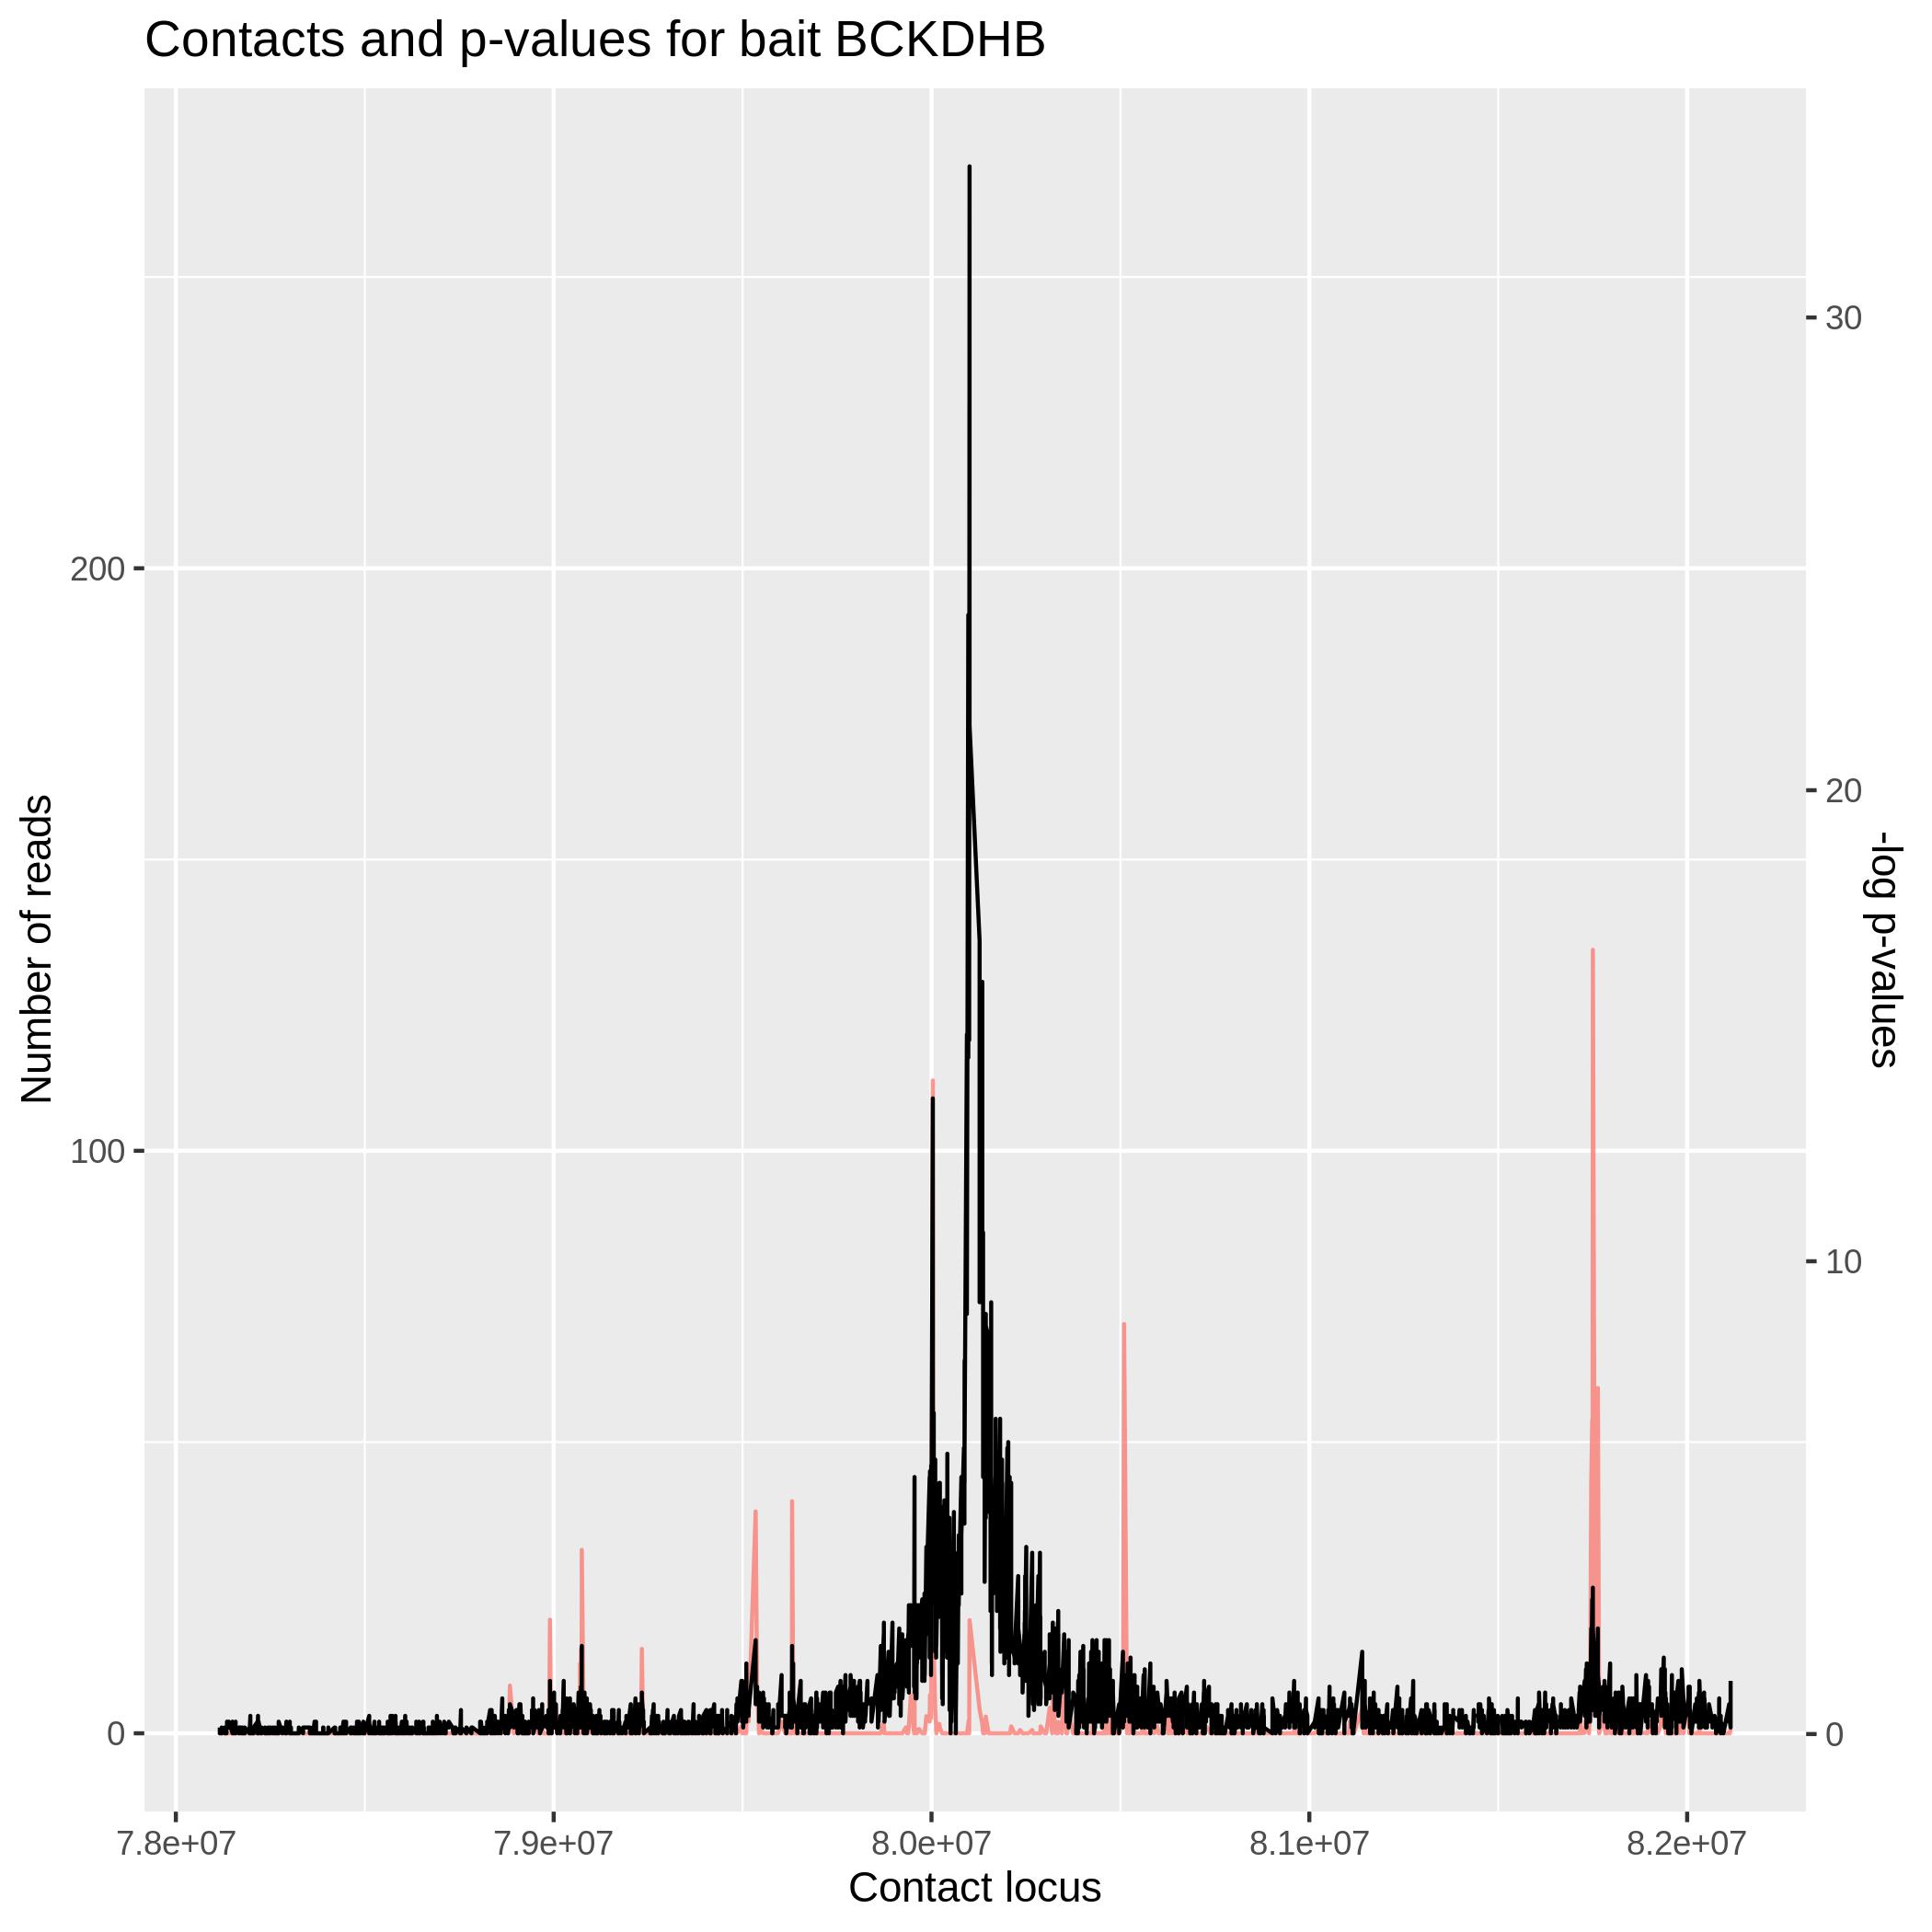 Contacts and p-values for bait BCKDHB
Number of reads
200
100
0
30
20
10
0
-log p-values
7.8e+07
7.9e+07
8.0e+07
8.1e+07
8.2e+07
Contact locus